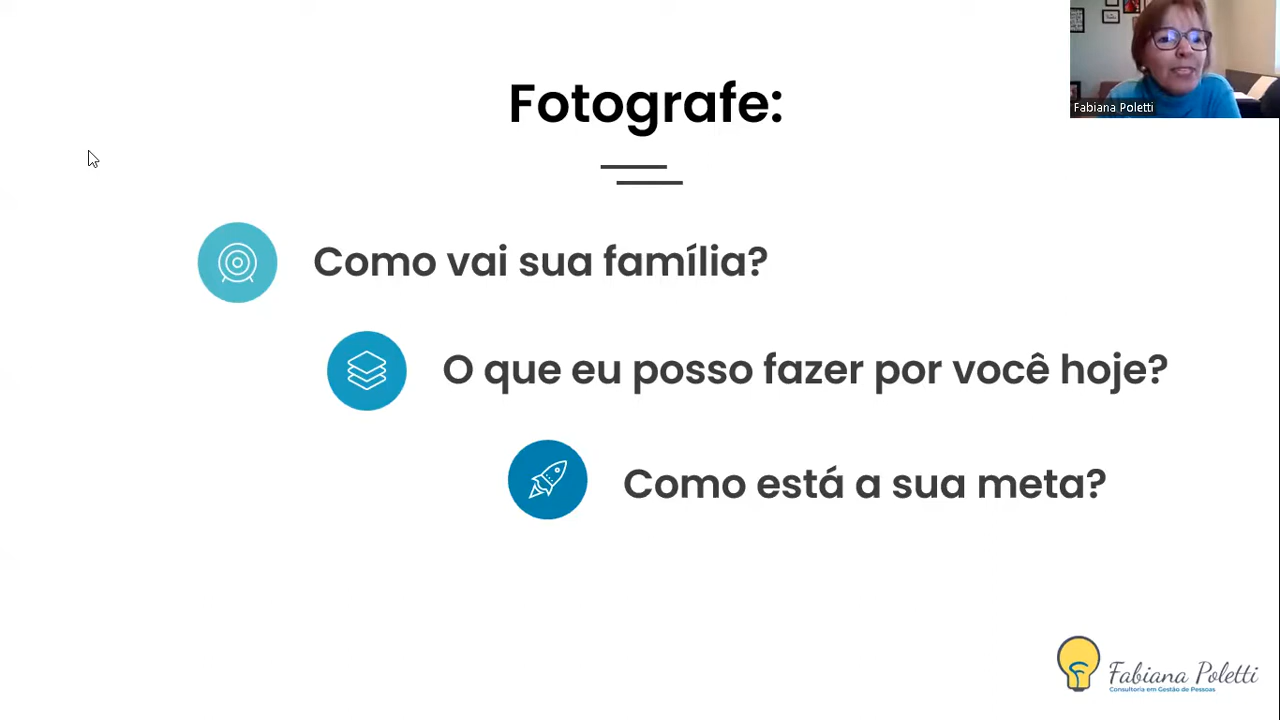 Fotografe:
Fabiana Poletti
Como vai sua família?
O que eu posso fazer por você hoje?
Como está a sua meta?
Fabiana Poletti
Consultoria em Gestão de Pessoas